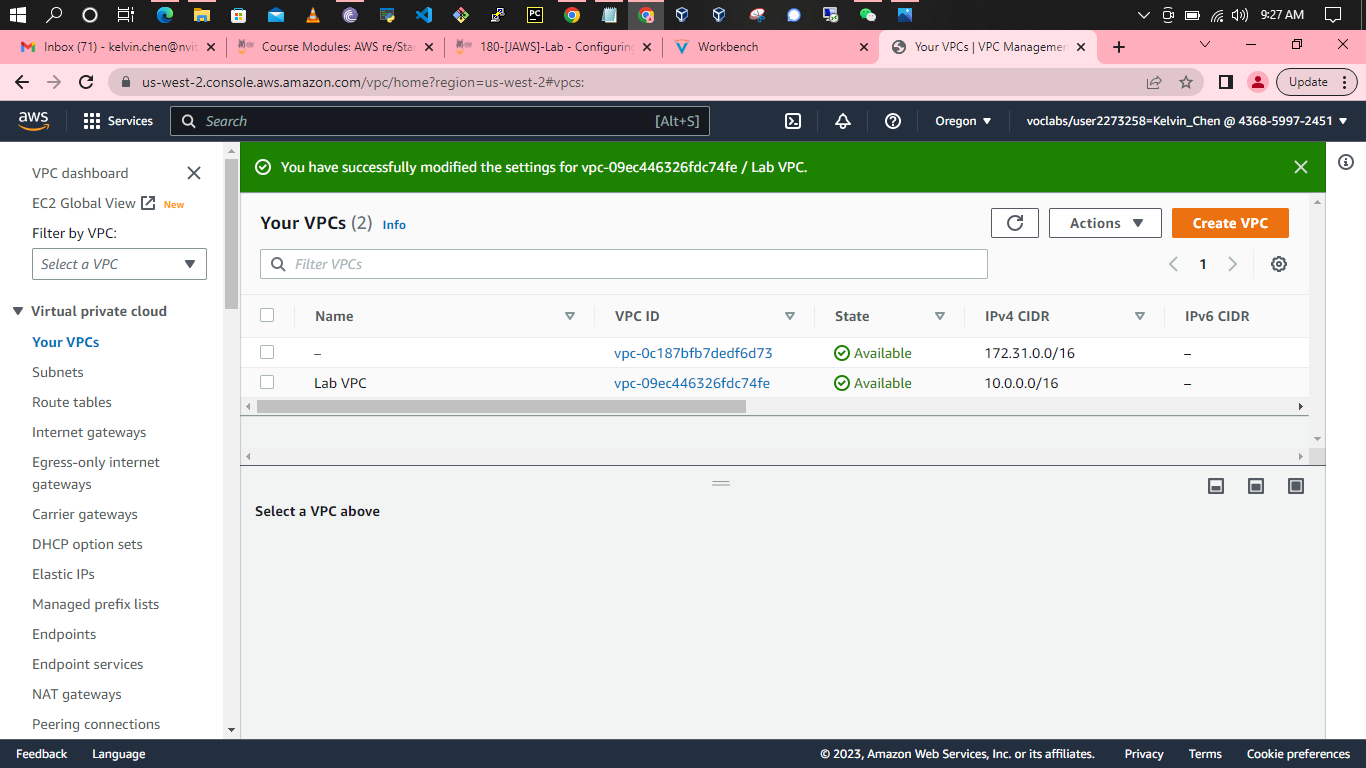 9:27 AM
Inbox (71) - kelvin.chen@nvit
Course Modules: AWS re/Star
180-[JAWS]-Lab - Configuring
Workbench
Your VPCs | VPC Managemen
us-west-2.console.aws.amazon.com/vpc/home?region=us-west-2#vpcs:
Update
aws
Services
Search
[Alt+S]
Oregon
voclabs/user2273258=Kelvin_Chen @ 4368-5997-2451
VPC dashboard
EC2 Global View
New
Filter by VPC:
Select a VPC
Virtual private cloud
Your VPCs
Subnets
Route tables
Internet gateways
Egress-only internet
gateways
Carrier gateways
DHCP option sets
Elastic IPs
Managed prefix lists
Endpoints
Endpoint services
NAT gateways
Peering connections
You have successfully modified the settings for vpc-09ec446326fdc74fe / Lab VPC.
Your VPCs (2) Info
Actions
Create VPC
Filter VPCs
1
Name VPC ID State IPv4 CIDR IPv6 CIDR
– vpc-0c187bfb7dedf6d73 Available 172.31.0.0/16 –
Lab VPC vpc-09ec446326fdc74fe Available 10.0.0.0/16 –
Select a VPC above
Feedback Language © 2023, Amazon Web Services, Inc. or its affiliates. Privacy Terms Cookie preferences